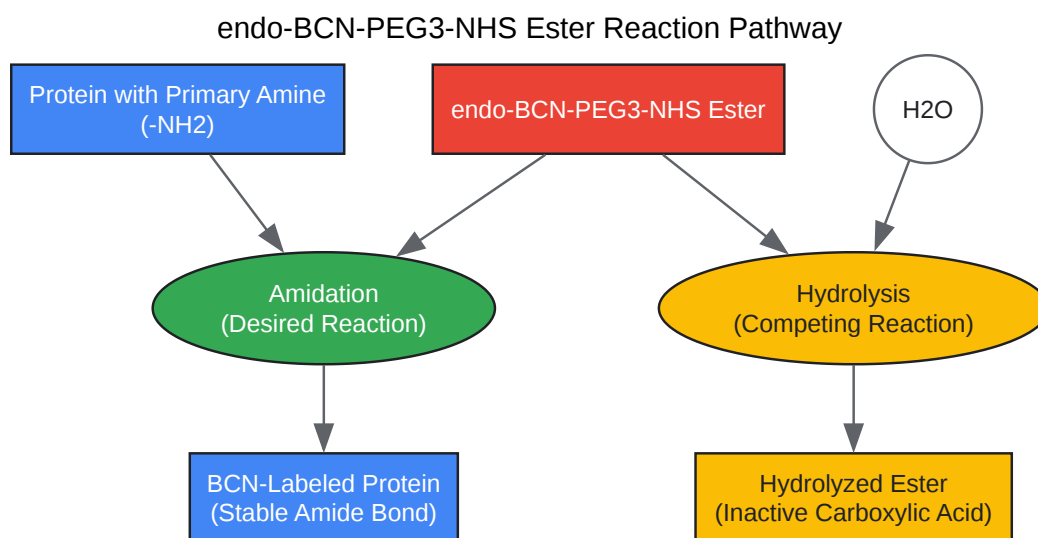 endo-BCN-PEG3-NHS Ester Reaction Pathway
Protein with Primary Amine
(-NH2)
endo-BCN-PEG3-NHS Ester
H2O
Amidation
(Desired Reaction)
Hydrolysis
(Competing Reaction)
BCN-Labeled Protein
(Stable Amide Bond)
Hydrolyzed Ester
(Inactive Carboxylic Acid)